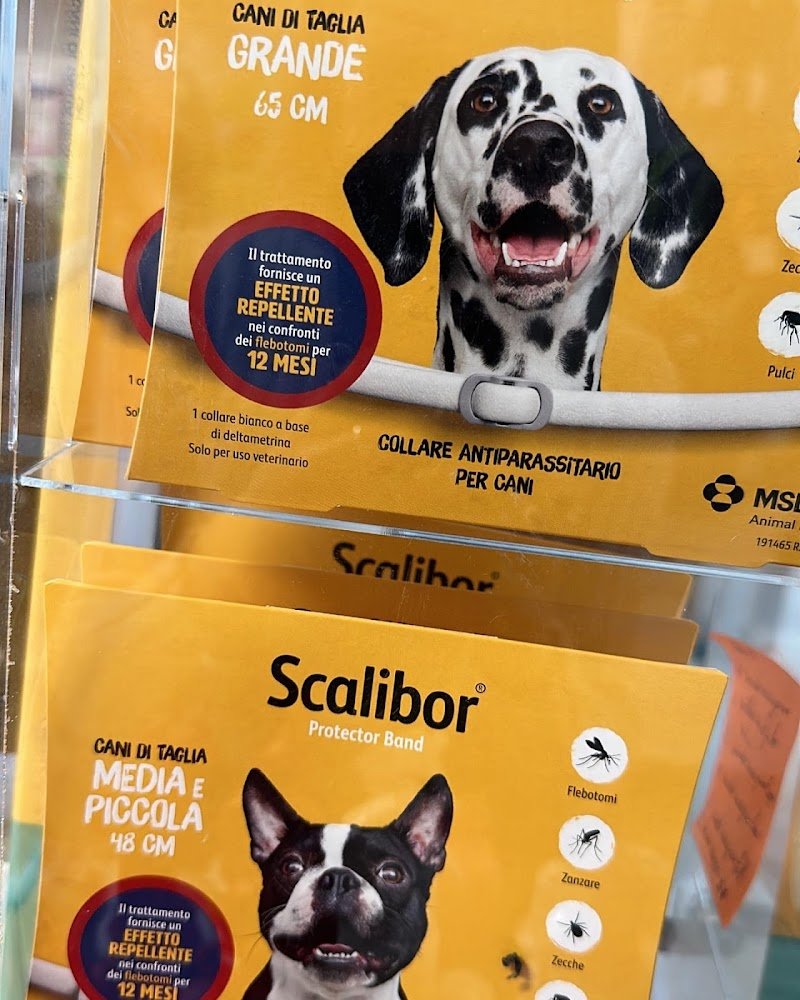 CANI DI TAGLIA
GRANDE
65 CM
Il trattamento
fornisce un
EFFETTO
REPELLENTE
nei confronti
dei flebotomi per
12 MESI
1 collare bianco a base
di deltametrina
Solo per uso veterinario
COLLARE ANTIPARASSITARIO
PER CANI
Pulci
MSD
Animal
191465 R
Scalibor
Scalibor®
Protector Band
CANI DI TAGLIA
MEDIA E
PICCOLA
48 CM
Il trattamento
fornisce un
EFFETTO
REPELLENTE
nei confronti
dei flebotomi per
12 MESI
Flebotomi
Zanzare
Zecche